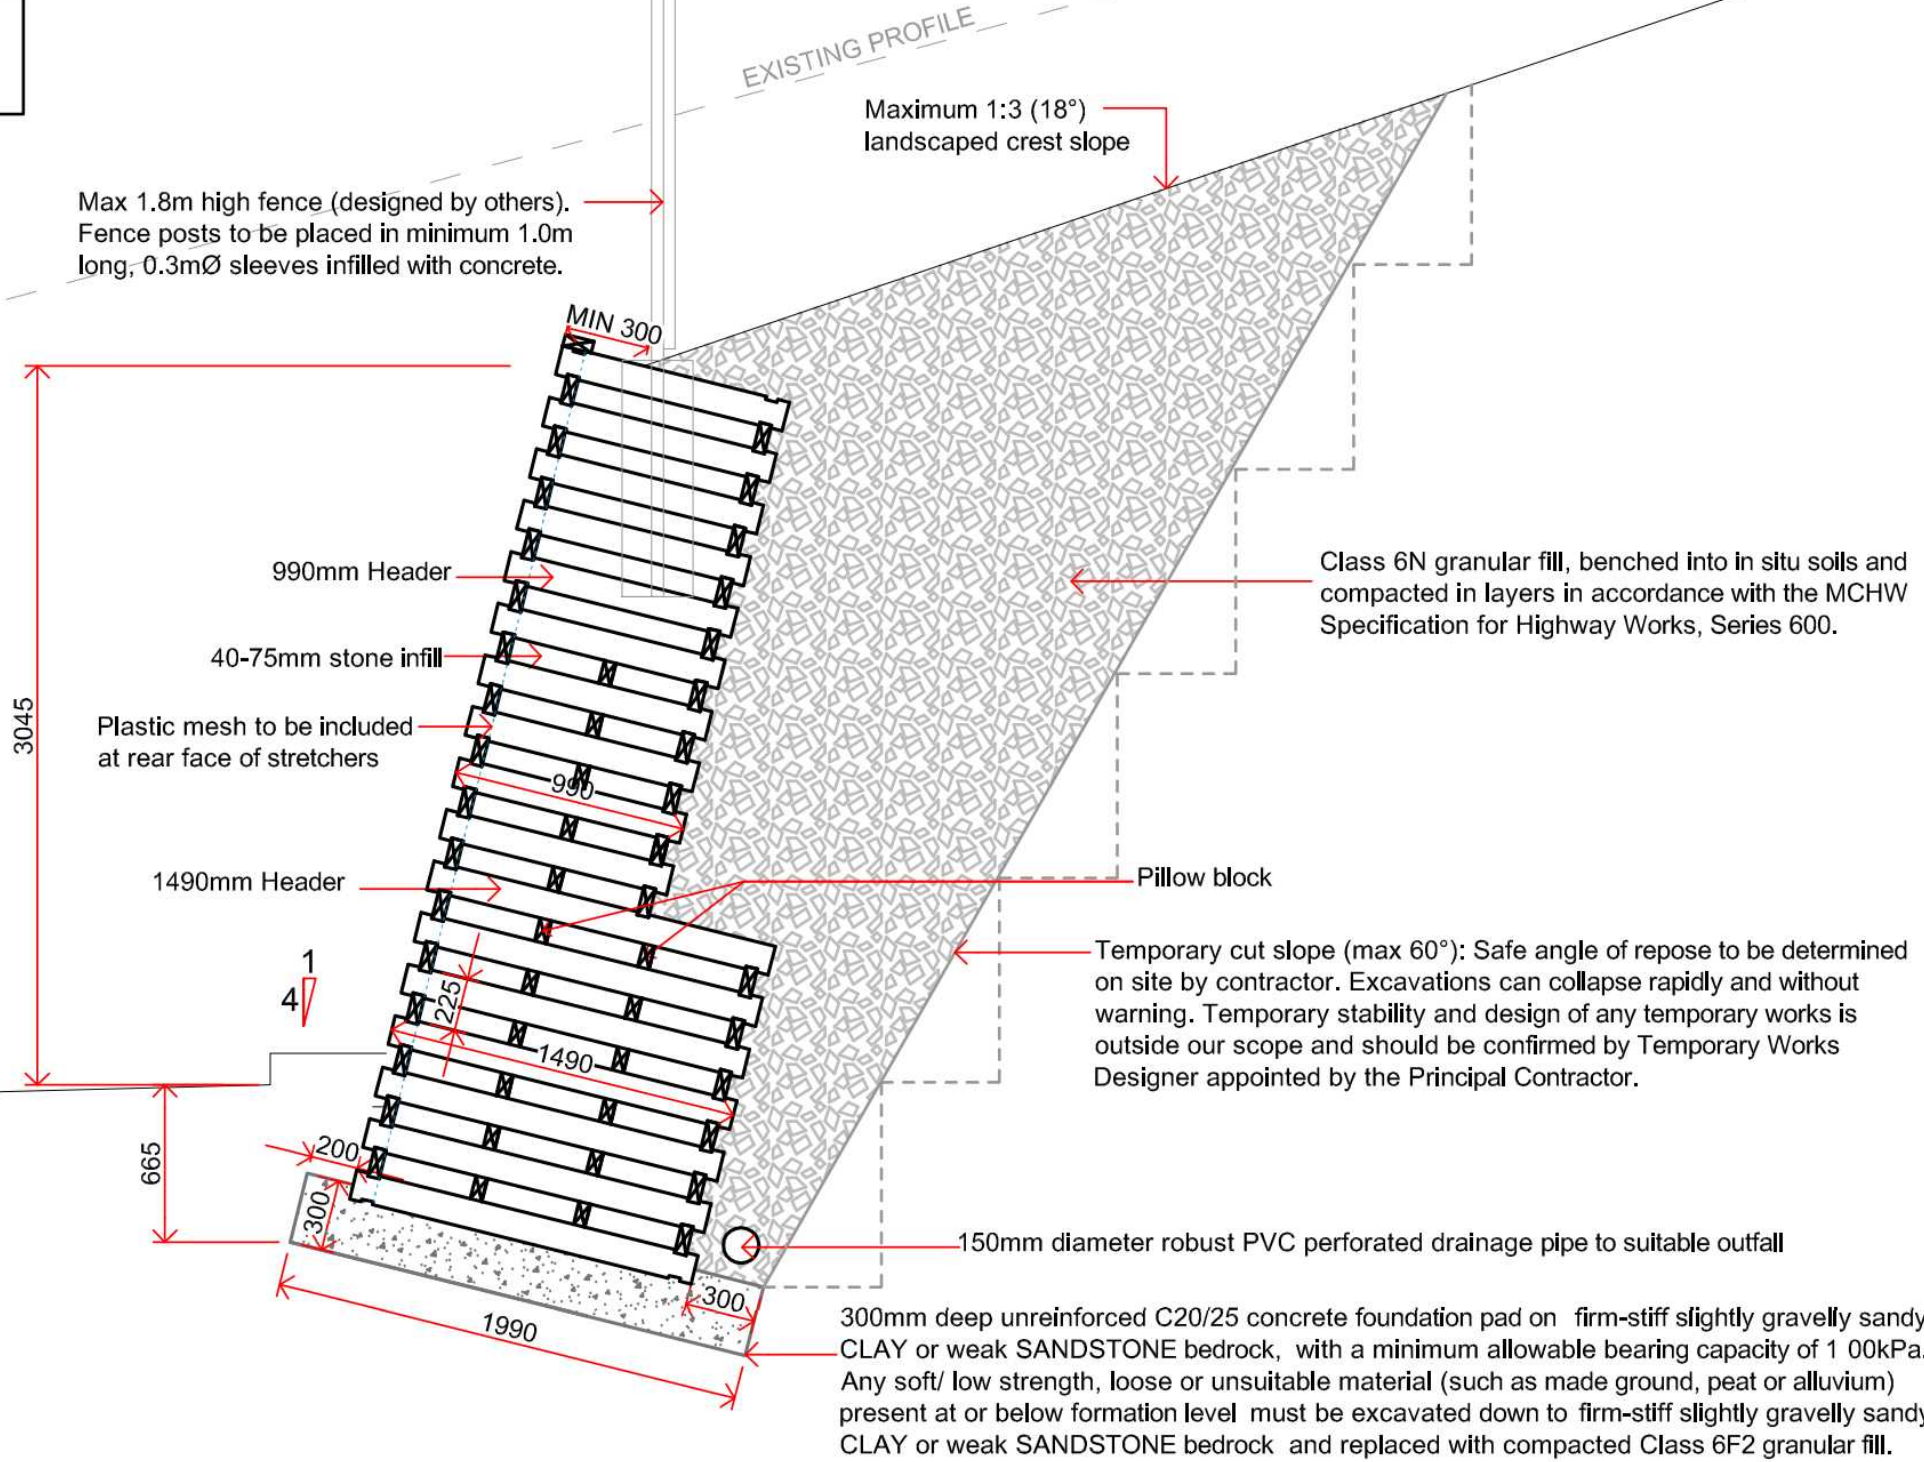 EXISTING PROFILE
Maximum 1:3 (18°)
landscaped crest slope
Max 1.8m high fence (designed by others).
Fence posts to be placed in minimum 1.0m
long, 0.3mØ sleeves infilled with concrete.
MIN 300
990mm Header
40-75mm stone infill
Plastic mesh to be included
at rear face of stretchers
3045
990
1490mm Header
Class 6N granular fill, benched into in situ soils and
compacted in layers in accordance with the MCHW
Specification for Highway Works, Series 600.
Pillow block
1
4
225
1490
Temporary cut slope (max 60°): Safe angle of repose to be determined
on site by contractor. Excavations can collapse rapidly and without
warning. Temporary stability and design of any temporary works is
outside our scope and should be confirmed by Temporary Works
Designer appointed by the Principal Contractor.
665
200
300
300
1990
150mm diameter robust PVC perforated drainage pipe to suitable outfall
300mm deep unreinforced C20/25 concrete foundation pad on firm-stiff slightly gravelly sandy
CLAY or weak SANDSTONE bedrock, with a minimum allowable bearing capacity of 1 00kPa.
Any soft/ low strength, loose or unsuitable material (such as made ground, peat or alluvium)
present at or below formation level must be excavated down to firm-stiff slightly gravelly sandy
CLAY or weak SANDSTONE bedrock and replaced with compacted Class 6F2 granular fill.